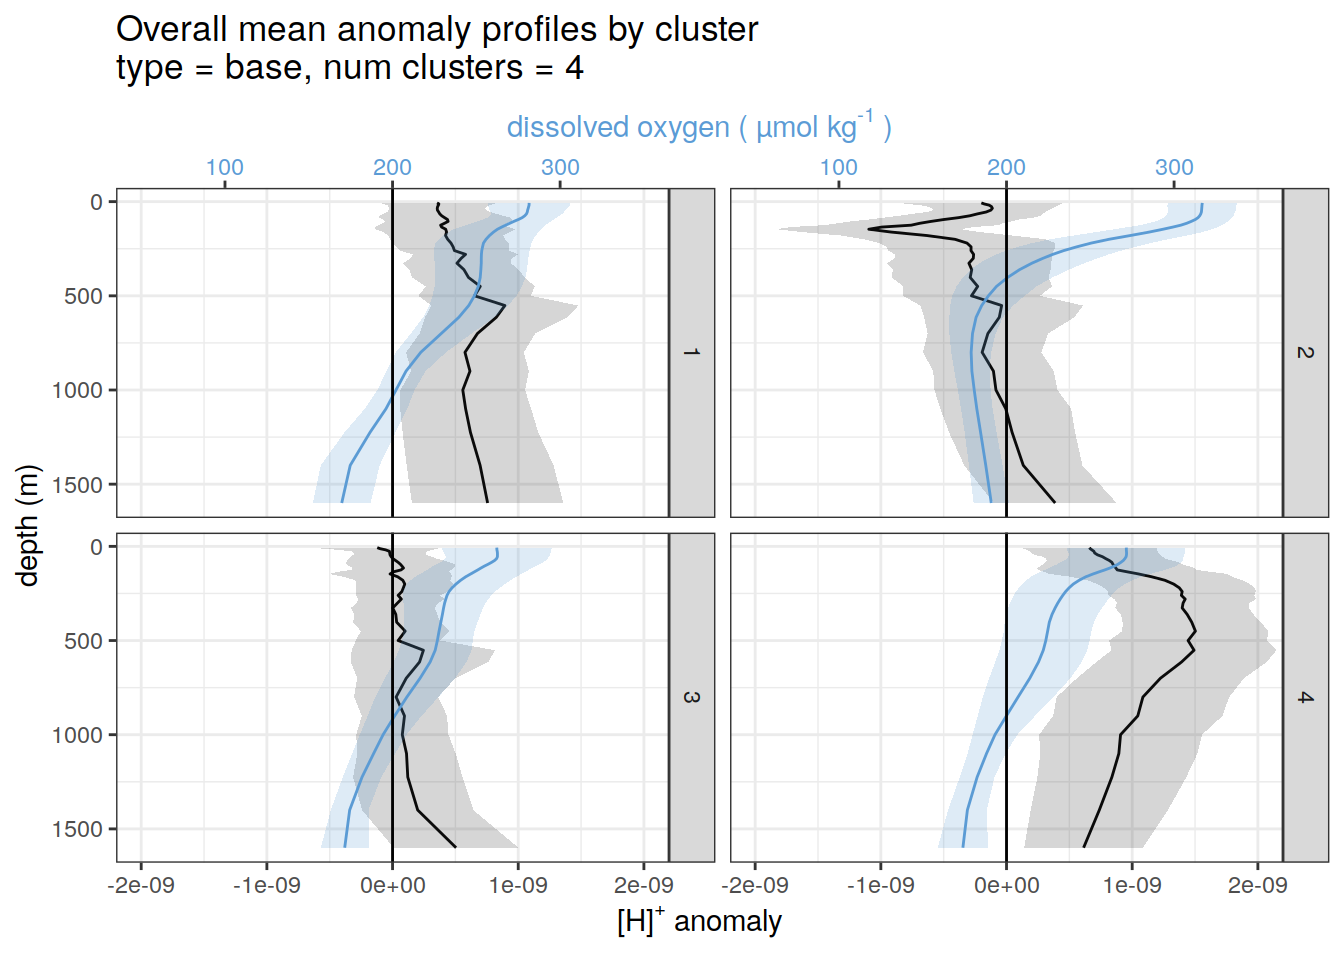 Overall mean anomaly profiles by cluster
type = base, num clusters = 4
dissolved oxygen ( µmol kg⁻¹ )
100 200 300 100 200 300
0
500
1000
1500
1
2
depth (m)
0
500
1000
1500
3
4
-2e-09 -1e-09 0e+00 1e-09 2e-09 -2e-09 -1e-09 0e+00 1e-09 2e-09
[H]⁺ anomaly